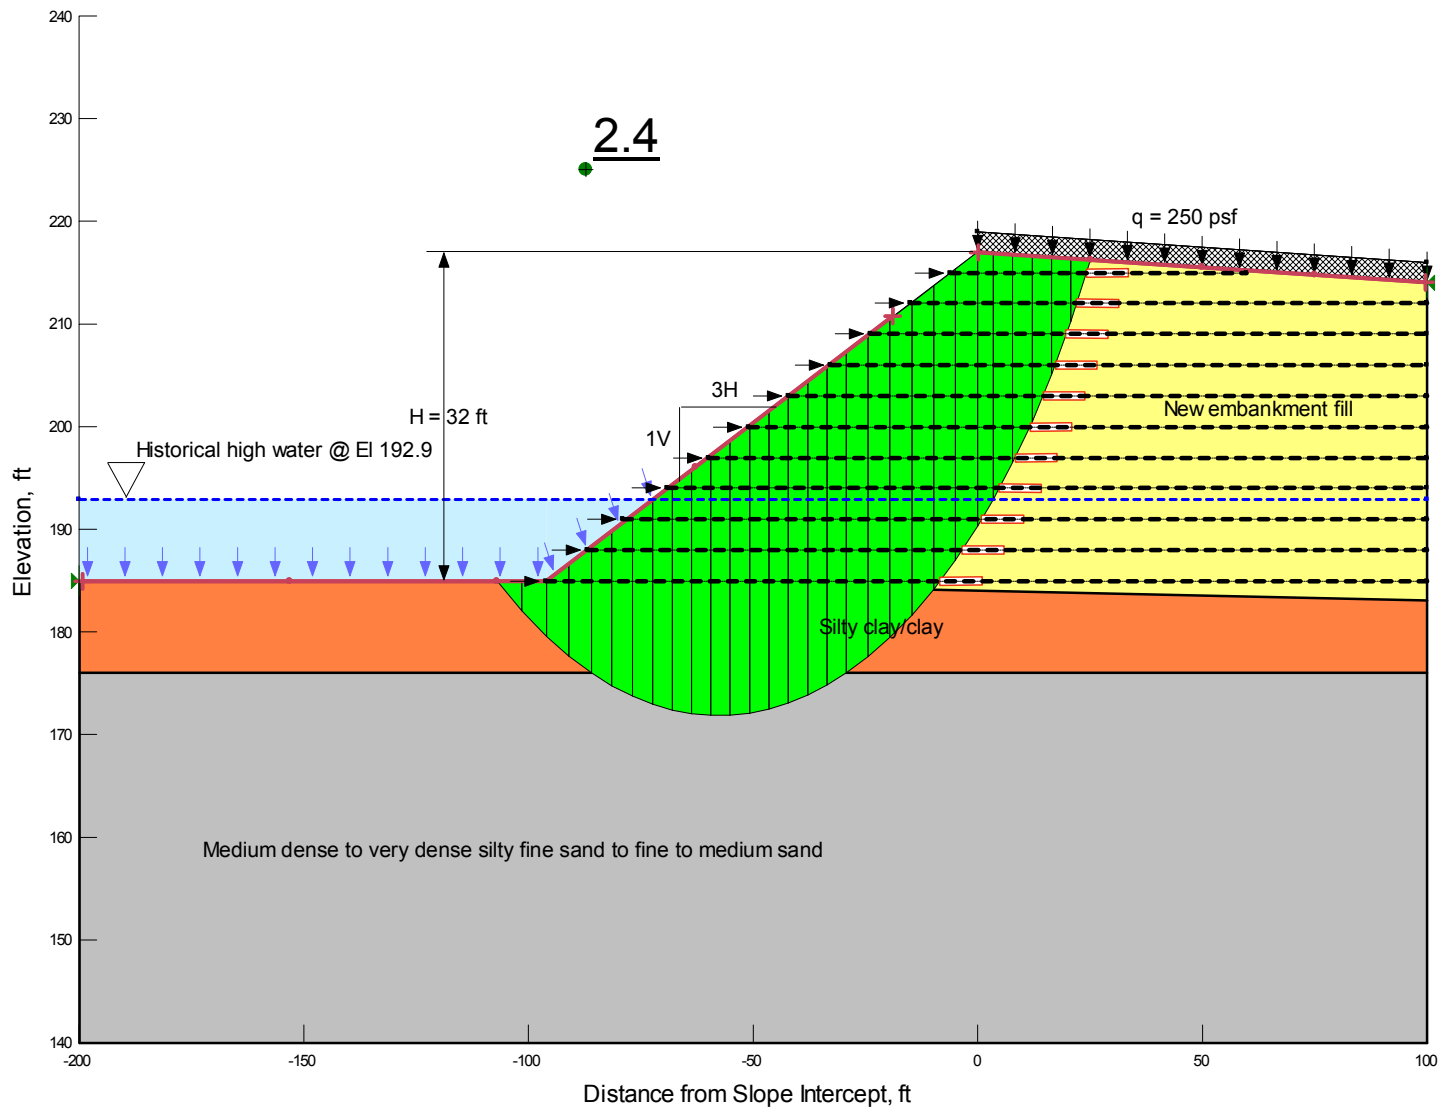 240
230
2.4
220
q = 250 psf
210
3H
H = 32 ft
New embankment fill
200
1V
Historical high water @ El 192.9
190
Silty clay/clay
180
170
160
Medium dense to very dense silty fine sand to fine to medium sand
150
140
Elevation, ft
-200
-150
-100
-50
0
50
100
Distance from Slope Intercept, ft